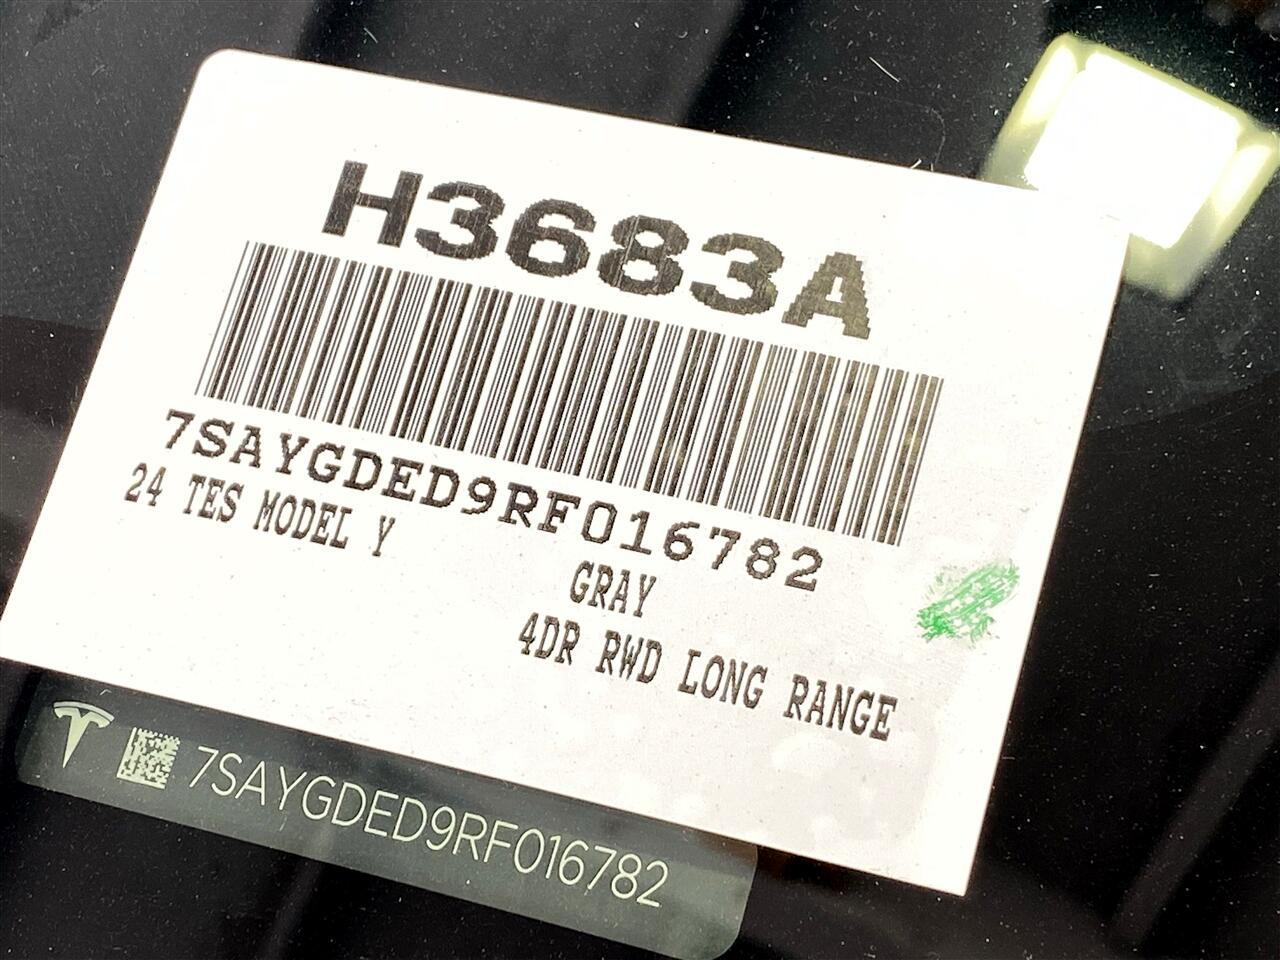 H3683A
7SAYGDED9RF016782
24 TES MODEL Y
GRAY
4DR RWD LONG RANGE
7SAYGDED9RF016782